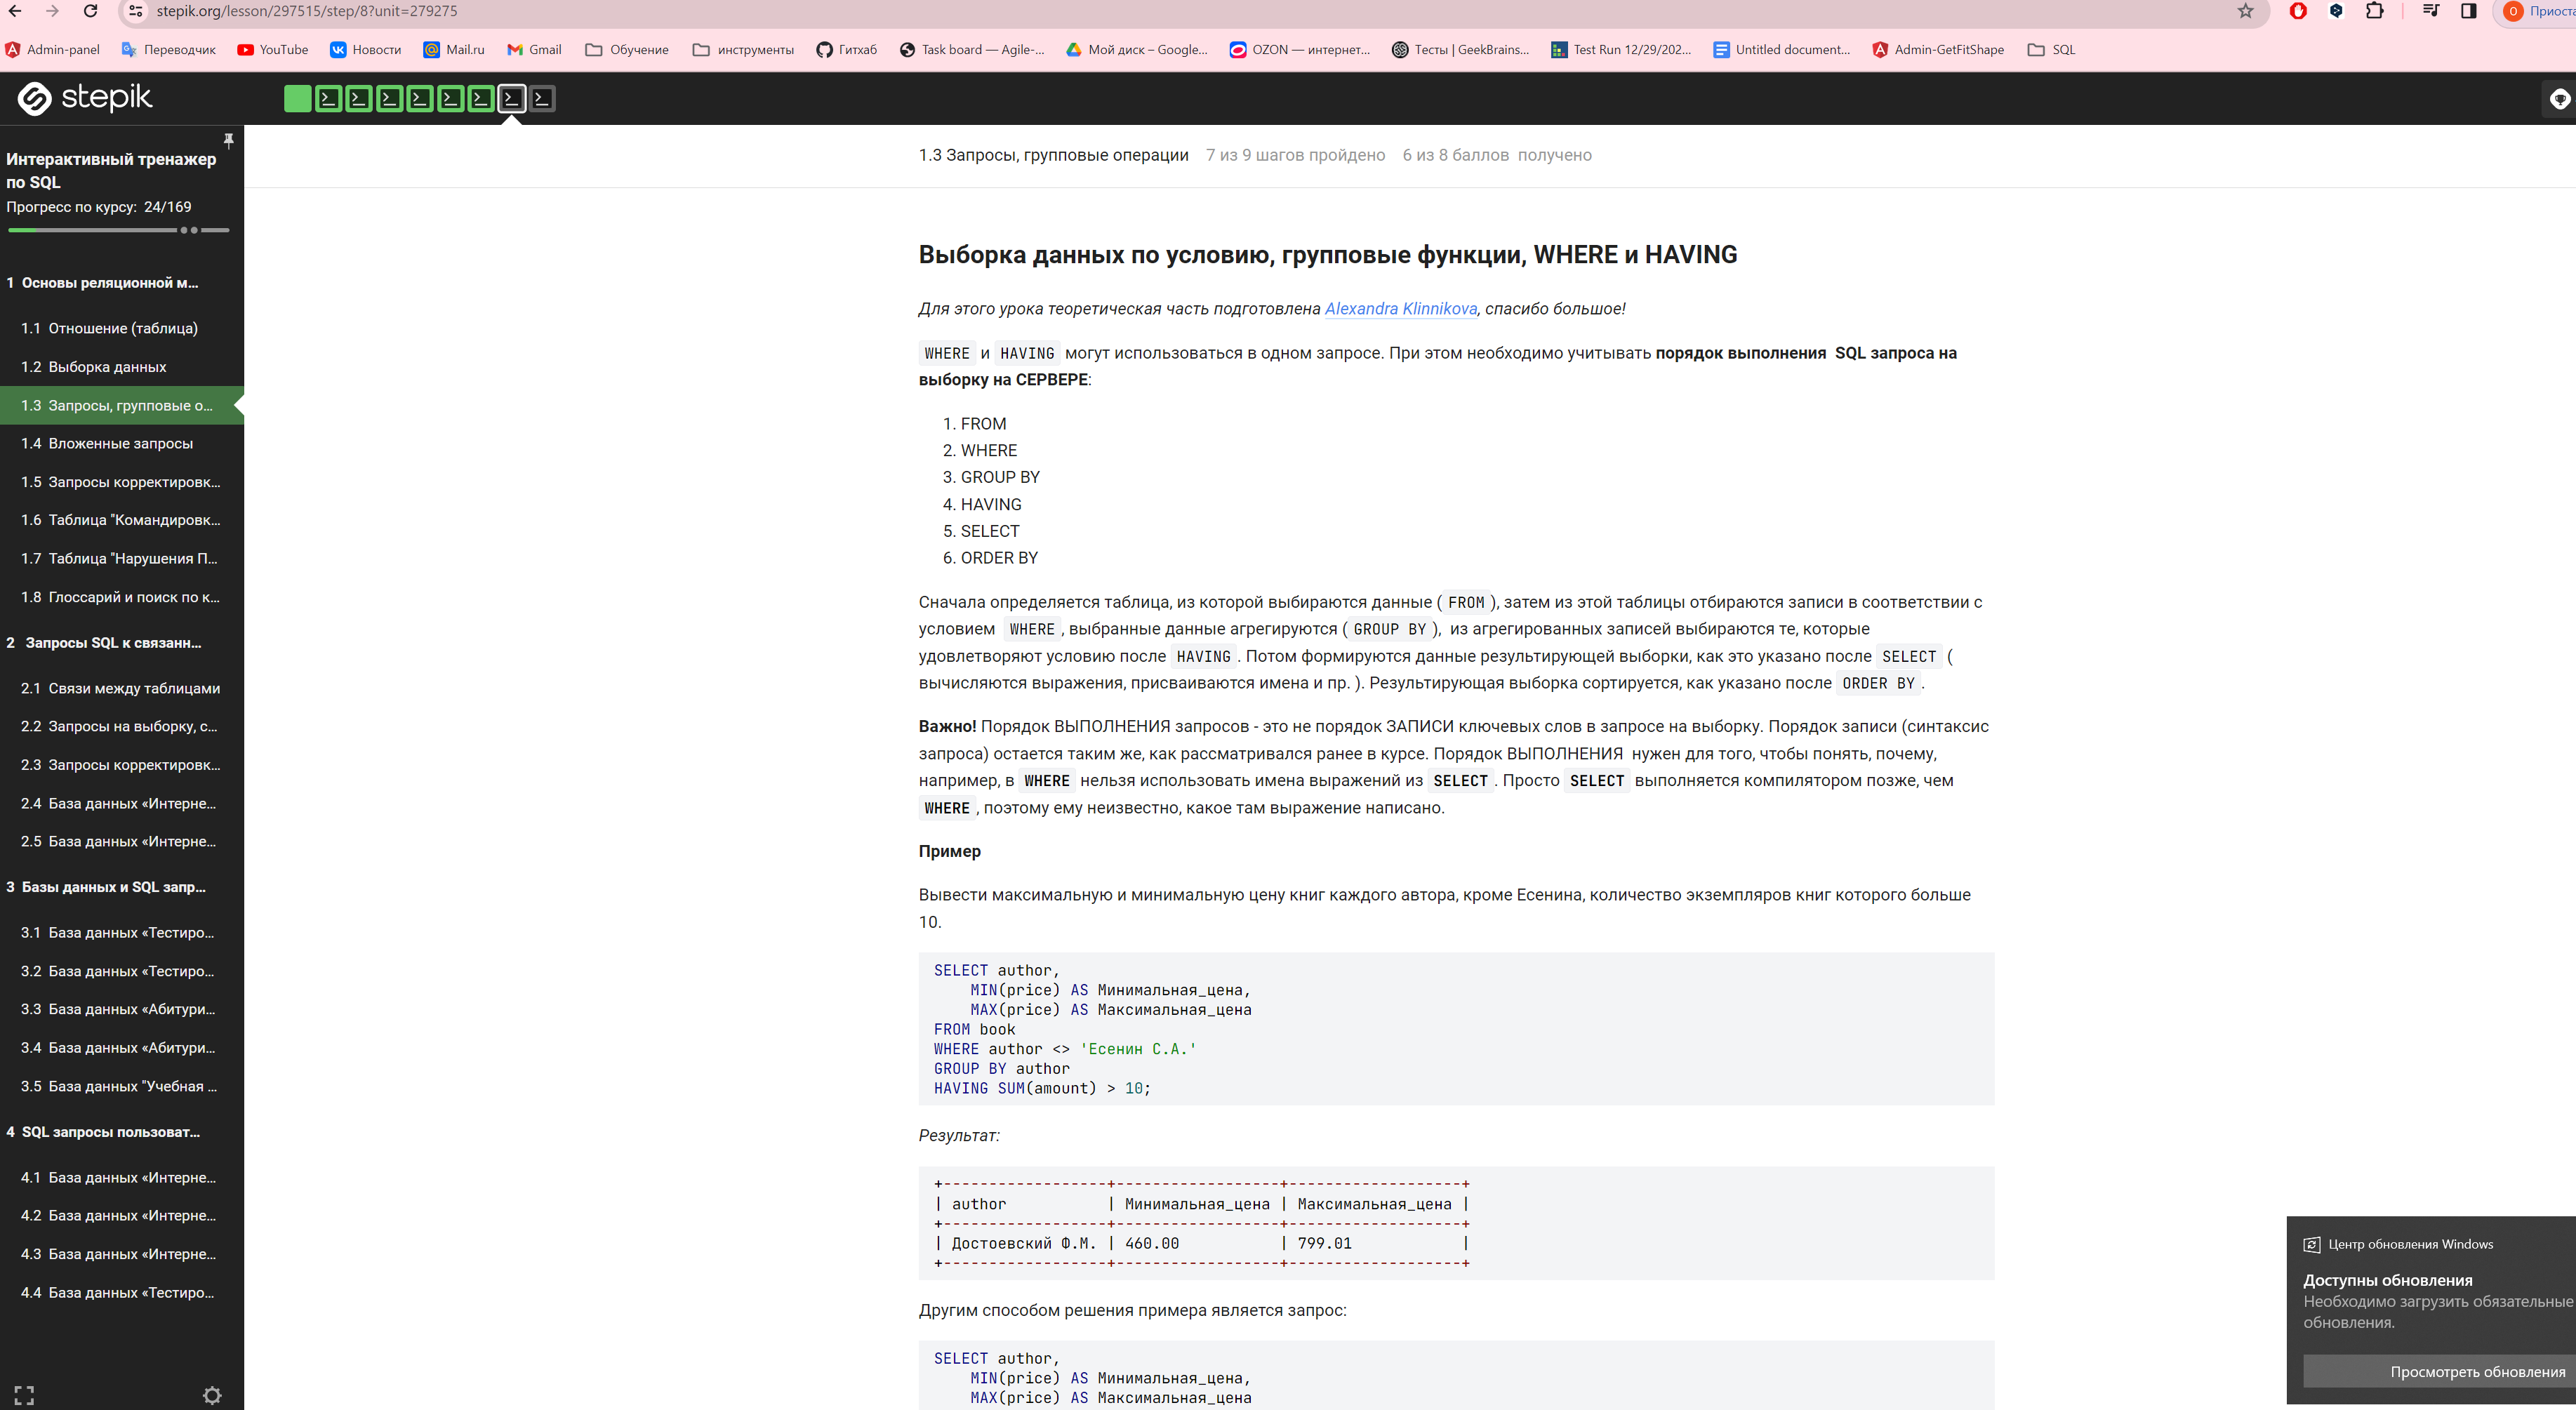 stepik.org/lesson/297515/step/8?unit=279275
О Приоста
Admin-panel Переводчик YouTube Новости Mail.ru Gmail Обучение инструменты Гитхаб Task board — Agile-... Мой диск – Google... OZON — интернет... Тесты | GeekBrains... Test Run 12/29/202... Untitled document... Admin-GetFitShape SQL
stepik
Интерактивный тренажер
по SQL
Прогресс по курсу: 24/169
1 Основы реляционной м...
1.1 Отношение (таблица)
1.2 Выборка данных
1.3 Запросы, групповые о...
1.4 Вложенные запросы
1.5 Запросы корректировк...
1.6 Таблица "Командировк...
1.7 Таблица "Нарушения П...
1.8 Глоссарий и поиск по к...
2 Запросы SQL к связанн...
2.1 Связи между таблицами
2.2 Запросы на выборку, с...
2.3 Запросы корректировк...
2.4 База данных «Интерне...
2.5 База данных «Интерне...
3 Базы данных и SQL запр...
3.1 База данных «Тестиро...
3.2 База данных «Тестиро...
3.3 База данных «Абитури...
3.4 База данных «Абитури...
3.5 База данных "Учебная ...
4 SQL запросы пользоват...
4.1 База данных «Интерне...
4.2 База данных «Интерне...
4.3 База данных «Интерне...
4.4 База данных «Тестиро...
1.3 Запросы, групповые операции 7 из 9 шагов пройдено 6 из 8 баллов получено
Выборка данных по условию, групповые функции, WHERE и HAVING
Для этого урока теоретическая часть подготовлена Alexandra Klinnikova, спасибо большое!
WHERE и HAVING могут использоваться в одном запросе. При этом необходимо учитывать порядок выполнения SQL запроса на
выборку на СЕРВЕРЕ:
1. FROM
2. WHERE
3. GROUP BY
4. HAVING
5. SELECT
6. ORDER BY
Сначала определяется таблица, из которой выбираются данные ( FROM ), затем из этой таблицы отбираются записи в соответствии с
условием WHERE , выбранные данные агрегируются ( GROUP BY ), из агрегированных записей выбираются те, которые
удовлетворяют условию после HAVING . Потом формируются данные результирующей выборки, как это указано после SELECT (
вычисляются выражения, присваиваются имена и пр. ). Результирующая выборка сортируется, как указано после ORDER BY .
Важно! Порядок ВЫПОЛНЕНИЯ запросов - это не порядок ЗАПИСИ ключевых слов в запросе на выборку. Порядок записи (синтаксис
запроса) остается таким же, как рассматривался ранее в курсе. Порядок ВЫПОЛНЕНИЯ нужен для того, чтобы понять, почему,
например, в WHERE нельзя использовать имена выражений из SELECT . Просто SELECT выполняется компилятором позже, чем
WHERE , поэтому ему неизвестно, какое там выражение написано.
Пример
Вывести максимальную и минимальную цену книг каждого автора, кроме Есенина, количество экземпляров книг которого больше
10.
SELECT author,
MIN(price) AS Минимальная_цена,
MAX(price) AS Максимальная_цена
FROM book
WHERE author <> 'Есенин С.А.'
GROUP BY author
HAVING SUM(amount) > 10;
Результат:
+------------------+------------------+-------------------+
| author | Минимальная_цена | Максимальная_цена |
+------------------+------------------+-------------------+
| Достоевский Ф.М. | 460.00 | 799.01 |
+------------------+------------------+-------------------+
Другим способом решения примера является запрос:
SELECT author,
MIN(price) AS Минимальная_цена,
MAX(price) AS Максимальная_цена
Центр обновления Windows
Доступны обновления
Необходимо загрузить обязательные
обновления.
Просмотреть обновления